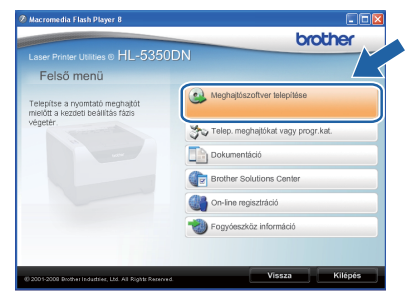 Macromedia Flash Player 8
brother
Laser Printer Utilities © HL-5350DN
Felső menü
Telepítse a nyomtató meghajtót
mielőtt a kezdeti beállítás fázis
végetér.
Meghajtószoftver telepítése
Telep. meghajtókat vagy progr.kat.
Dokumentáció
Brother Solutions Center
On-line regisztráció
Fogyóeszköz információ
© 2001-2008 Brother Industries, Ltd. All Rights Reserved.
Vissza
Kilépés